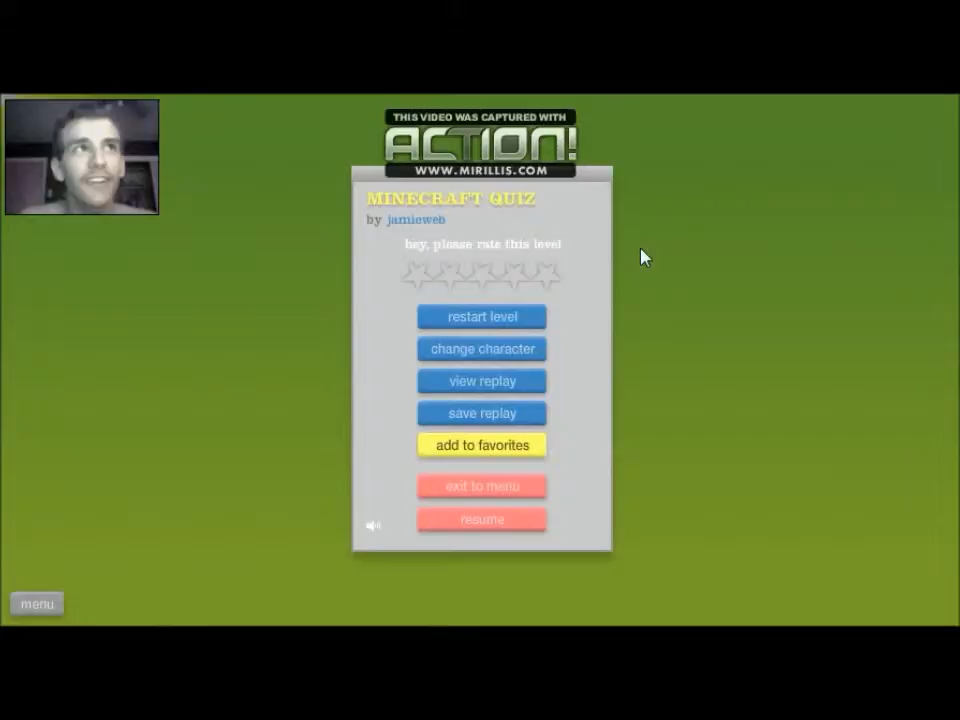 THIS VIDEO WAS CAPTURED WITH
ACTION!
WWW.MIRILLIS.COM
MINECRAFT QUIZ
by jamieweb
hey, please rate this level
restart level
change character
view replay
save replay
add to favorites
exit to menu
resume
menu